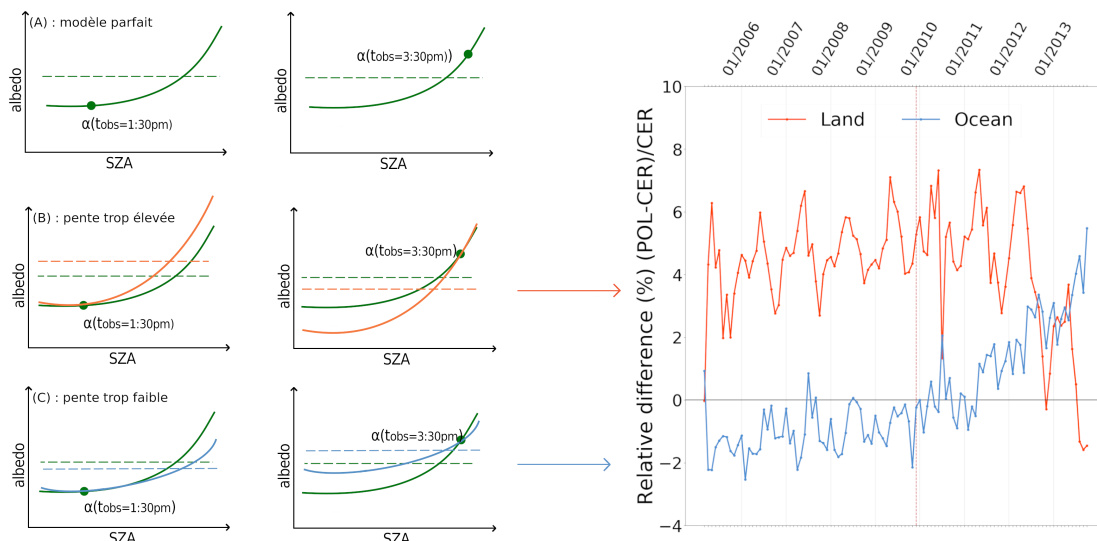 (A) : modèle parfait
albedo
α(tobs=1:30pm)
SZA
albedo
α(tobs=3:30pm))
SZA
(B) : pente trop élevée
albedo
α(tobs=1:30pm)
SZA
albedo
α(tobs=3:30pm)
SZA
(C) : pente trop faible
albedo
α(tobs=1:30pm)
SZA
albedo
α(tobs=3:30pm)
SZA
01/2006
01/2007
01/2008
01/2009
01/2010
01/2011
01/2012
01/2013
Relative difference (%) (POL-CER)/CER
Land
Ocean
10
8
6
4
2
0
−2
−4